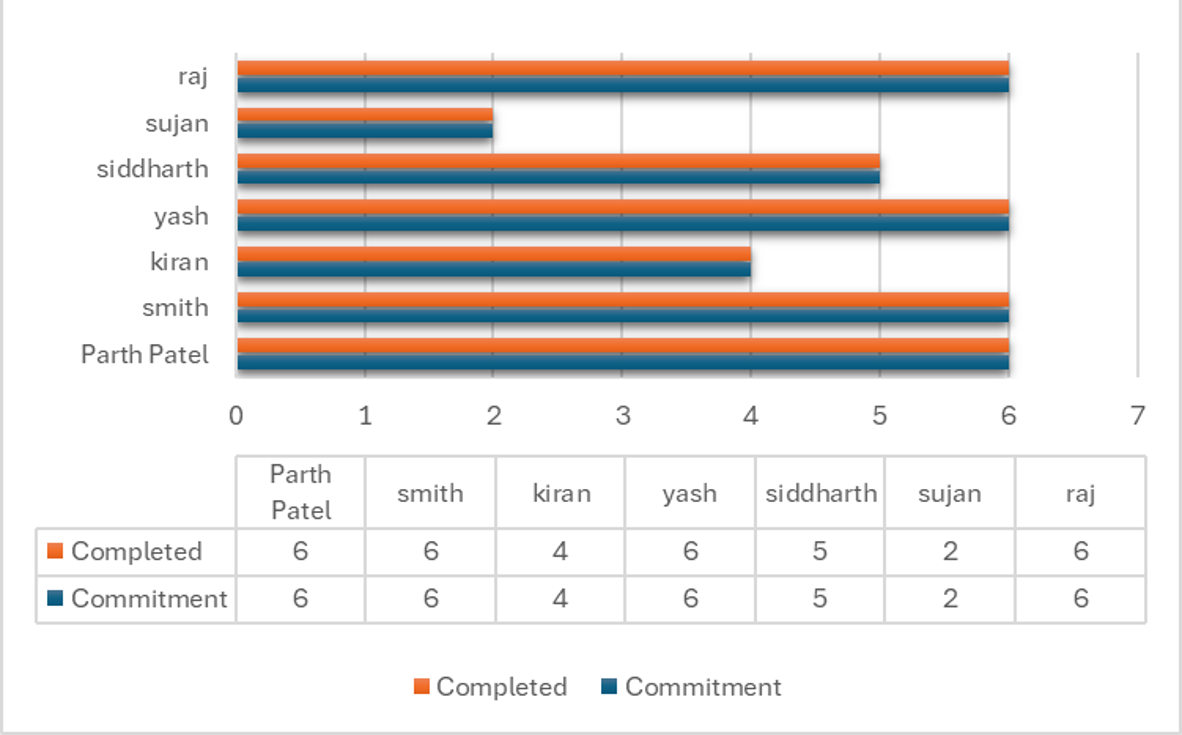 raj
sujan
siddharth
yash
kiran
smith
Parth Patel
0 1 2 3 4 5 6 7
Parth Patel smith kiran yash siddharth sujan raj
Completed 6 6 4 6 5 2 6
Commitment 6 6 4 6 5 2 6
Completed Commitment